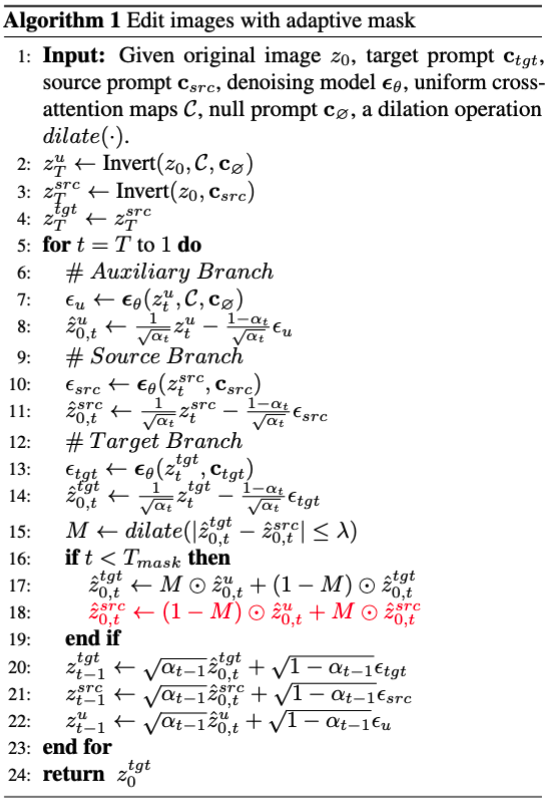 Algorithm 1 Edit images with adaptive mask
1: Input: Given original image $z_0$, target prompt $\mathbf{c}_{tgt}$,
source prompt $\mathbf{c}_{src}$, denoising model $\boldsymbol{\epsilon}_\theta$, uniform cross-
attention maps $\mathcal{C}$, null prompt $\mathbf{c}_\varnothing$, a dilation operation
$dilate(\cdot)$.
2: $z_T^u \leftarrow \text{Invert}(z_0, \mathcal{C}, \mathbf{c}_\varnothing)$
3: $z_T^{src} \leftarrow \text{Invert}(z_0, \mathbf{c}_{src})$
4: $z_T^{tgt} \leftarrow z_T^{src}$
5: for $t = T$ to 1 do
6: # Auxiliary Branch
7: $\epsilon_u \leftarrow \boldsymbol{\epsilon}_\theta(z_t^u, \mathcal{C}, \mathbf{c}_\varnothing)$
8: $\hat{z}_{0,t}^u \leftarrow \frac{1}{\sqrt{\alpha_t}} z_t^u - \frac{1-\alpha_t}{\sqrt{\alpha_t}} \epsilon_u$
9: # Source Branch
10: $\epsilon_{src} \leftarrow \boldsymbol{\epsilon}_\theta(z_t^{src}, \mathbf{c}_{src})$
11: $\hat{z}_{0,t}^{src} \leftarrow \frac{1}{\sqrt{\alpha_t}} z_t^{src} - \frac{1-\alpha_t}{\sqrt{\alpha_t}} \epsilon_{src}$
12: # Target Branch
13: $\epsilon_{tgt} \leftarrow \boldsymbol{\epsilon}_\theta(z_t^{tgt}, \mathbf{c}_{tgt})$
14: $\hat{z}_{0,t}^{tgt} \leftarrow \frac{1}{\sqrt{\alpha_t}} z_t^{tgt} - \frac{1-\alpha_t}{\sqrt{\alpha_t}} \epsilon_{tgt}$
15: $M \leftarrow dilate(|\hat{z}_{0,t}^{tgt} - \hat{z}_{0,t}^{src}| \leq \lambda)$
16: if $t < T_{mask}$ then
17: $\hat{z}_{0,t}^{tgt} \leftarrow M \odot \hat{z}_{0,t}^u + (1 - M) \odot \hat{z}_{0,t}^{tgt}$
18: $\hat{z}_{0,t}^{src} \leftarrow (1 - M) \odot \hat{z}_{0,t}^u + M \odot \hat{z}_{0,t}^{src}$
19: end if
20: $z_{t-1}^{tgt} \leftarrow \sqrt{\alpha_{t-1}} \hat{z}_{0,t}^{tgt} + \sqrt{1 - \alpha_{t-1}} \epsilon_{tgt}$
21: $z_{t-1}^{src} \leftarrow \sqrt{\alpha_{t-1}} \hat{z}_{0,t}^{src} + \sqrt{1 - \alpha_{t-1}} \epsilon_{src}$
22: $z_{t-1}^u \leftarrow \sqrt{\alpha_{t-1}} \hat{z}_{0,t}^u + \sqrt{1 - \alpha_{t-1}} \epsilon_u$
23: end for
24: return $z_0^{tgt}$